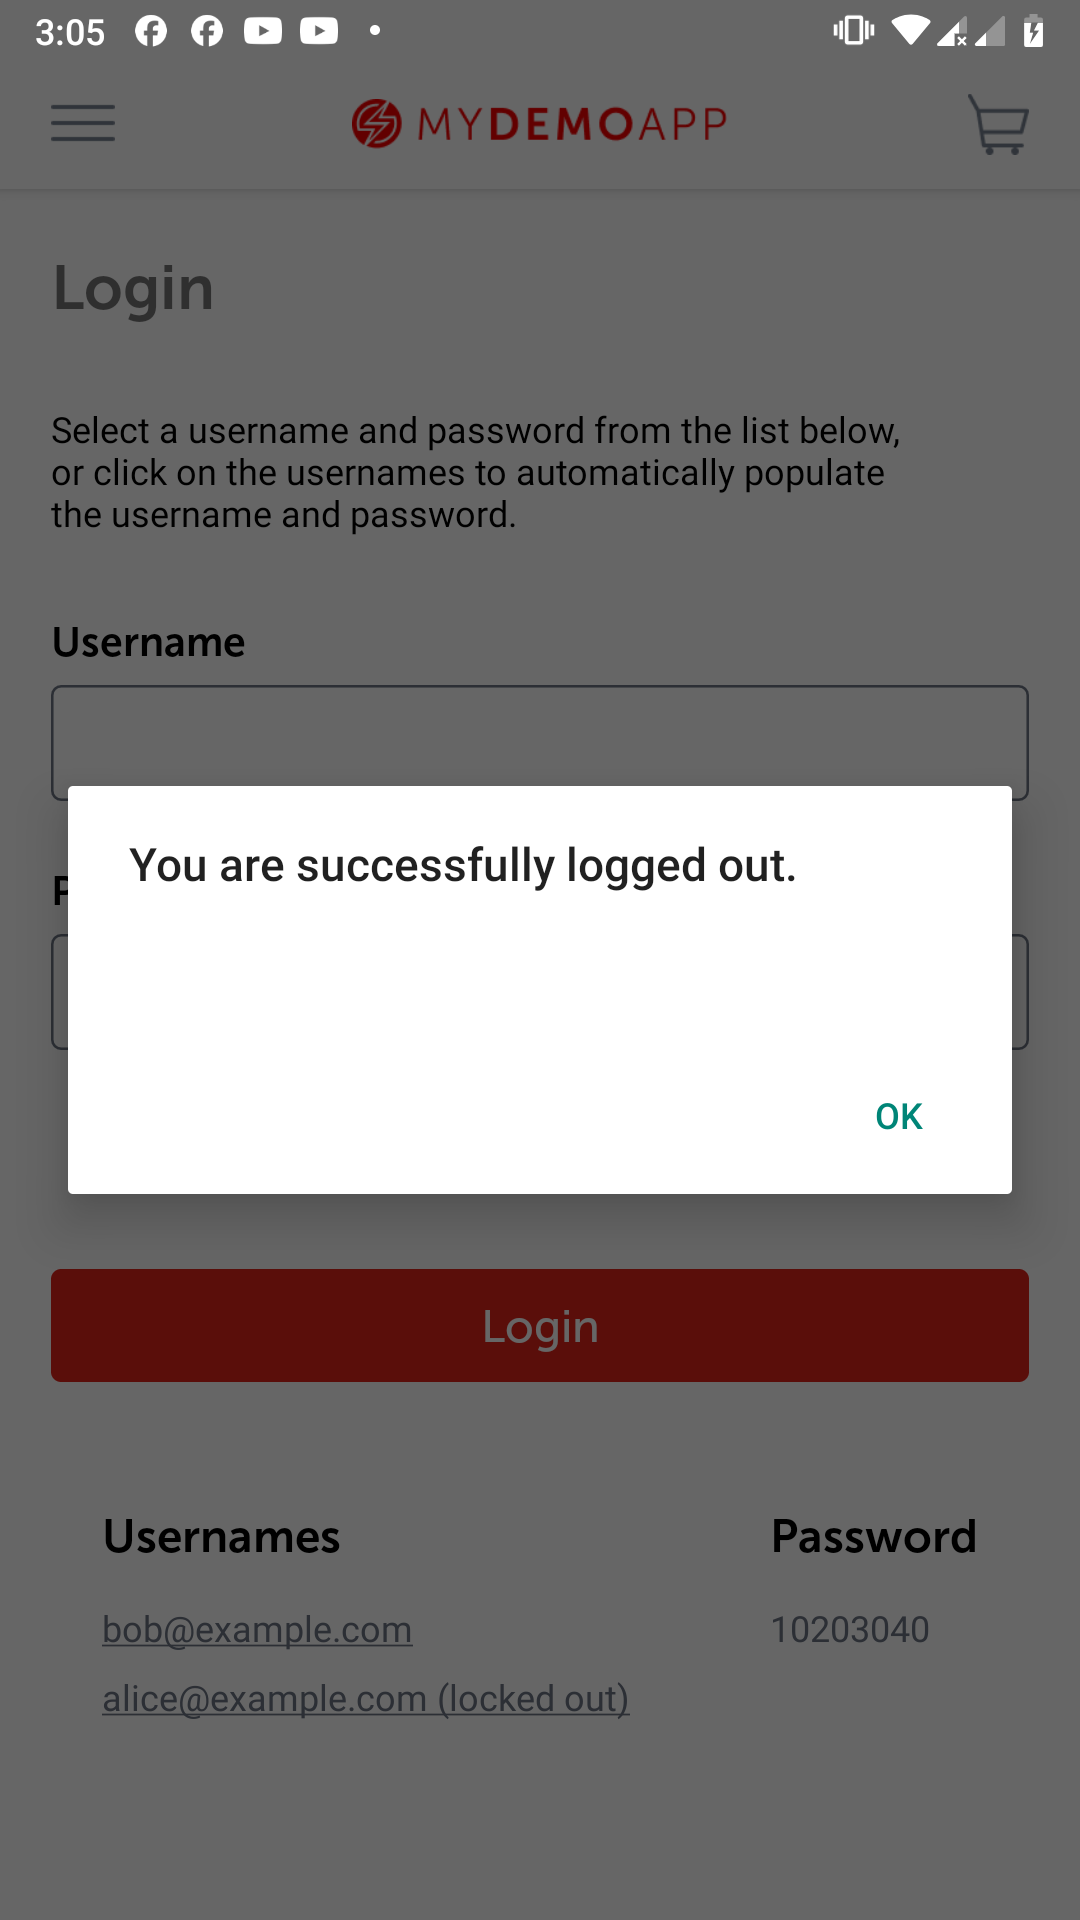 3:05
MYDEMOAPP
Login
Select a username and password from the list below,
or click on the usernames to automatically populate
the username and password.
Username
You are successfully logged out.
P
OK
Login
Usernames Password
bob@example.com 10203040
alice@example.com (locked out)